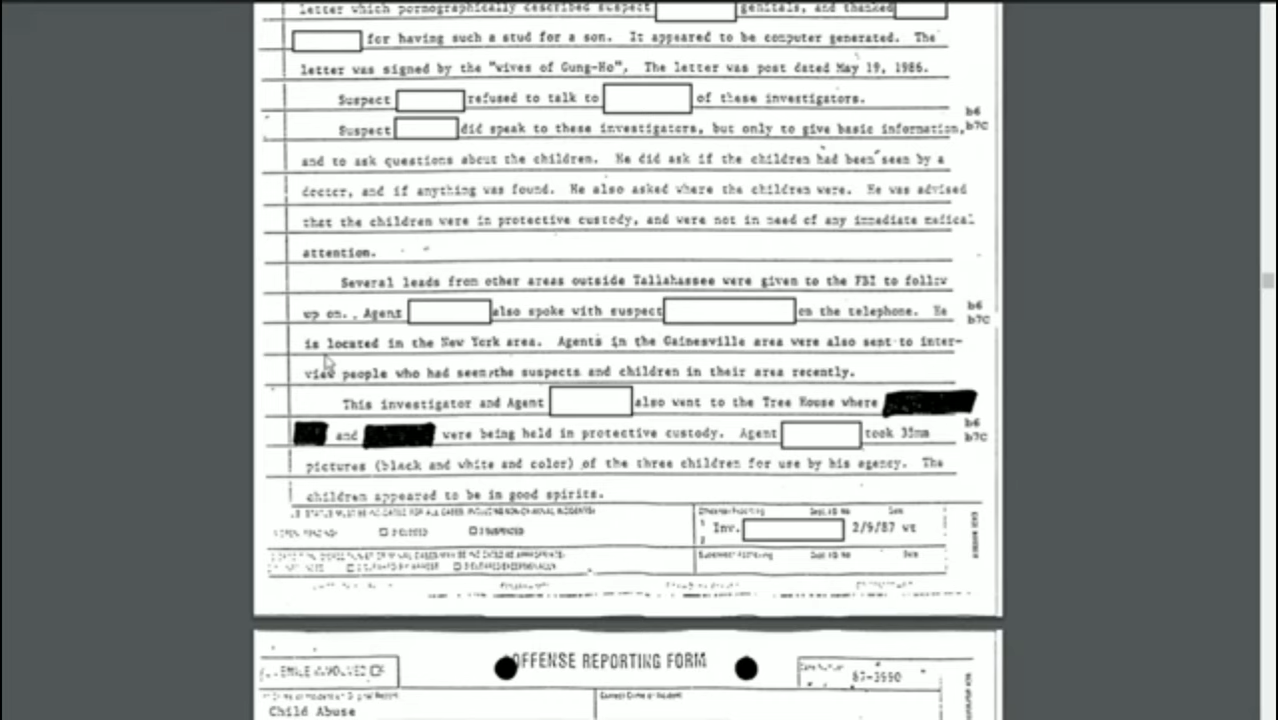 letter which pornographically described suspect genitals, and thanked
for having such a stud for a son. It appeared to be computer generated. The
letter was signed by the "wives of Gung-Ho", The letter was post dated May 19, 1986.
Suspect refused to talk to of these investigators.
b6
Suspect did speak to these investigators, but only to give basic information,
b7C
and to ask questions about the children. He did ask if the children had been seen by a
doctor, and if anything was found. He also asked where the children were. He was advised
that the children were in protective custody, and were not in need of any immediate medical
attention.
Several leads from other areas outside Tallahassee were given to the FBI to follow
b6
up on. Agent also spoke with suspect on the telephone. He
b7C
is located in the New York area. Agents in the Gainesville area were also sent to inter-
view people who had seen the suspects and children in their area recently.
This investigator and Agent also went to the Tree House where
b6
and were being held in protective custody. Agent took 35mm
b7C
pictures (black and white and color) of the three children for use by his agency. The
children appeared to be in good spirits.
Inv. 2/9/87 wt
OFFENSE REPORTING FORM
87-3990
Child Abuse